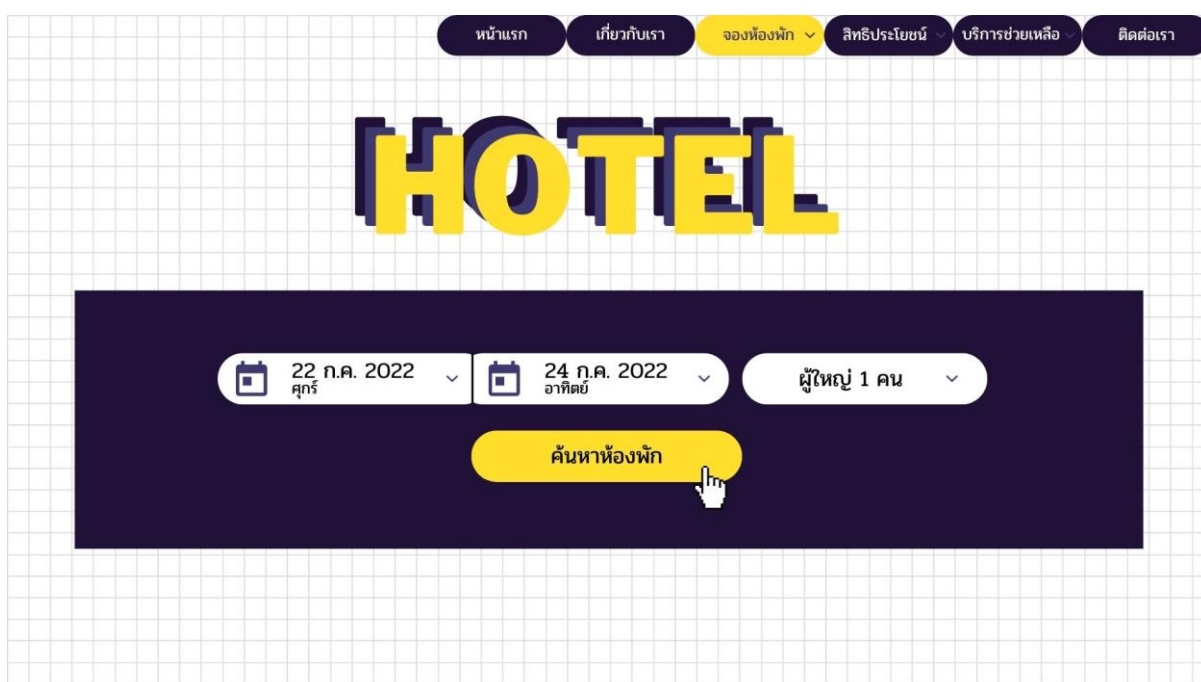 หน้าแรก เกี่ยวกับเรา จองห้องพัก สิทธิประโยชน์ บริการช่วยเหลือ ติดต่อเรา
HOTEL
22 ก.ค. 2022 24 ก.ค. 2022 ผู้ใหญ่ 1 คน
ศุกร์ อาทิตย์
ค้นหาห้องพัก